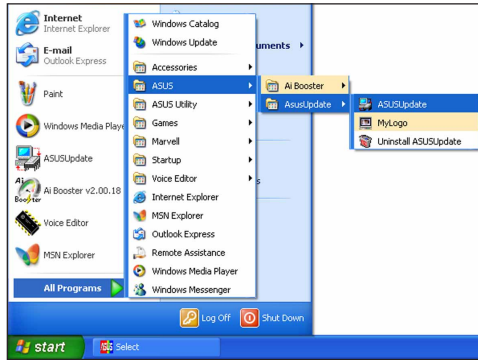 Internet
Internet Explorer
E-mail
Outlook Express
Paint
Windows Media Playe
ASUSUpdate
Ai Booster v2.00.18
Voice Editor
MSN Explorer
All Programs
Windows Catalog
Windows Update
Accessories
ASUS
ASUS Utility
Games
Marvell
Startup
Voice Editor
Internet Explorer
MSN Explorer
Outlook Express
Remote Assistance
Windows Media Player
Windows Messenger
uments
s
Ai Booster
AsusUpdate
ASUSUpdate
MyLogo
Uninstall ASUSUpdate
Log Off
Shut Down
start
Select